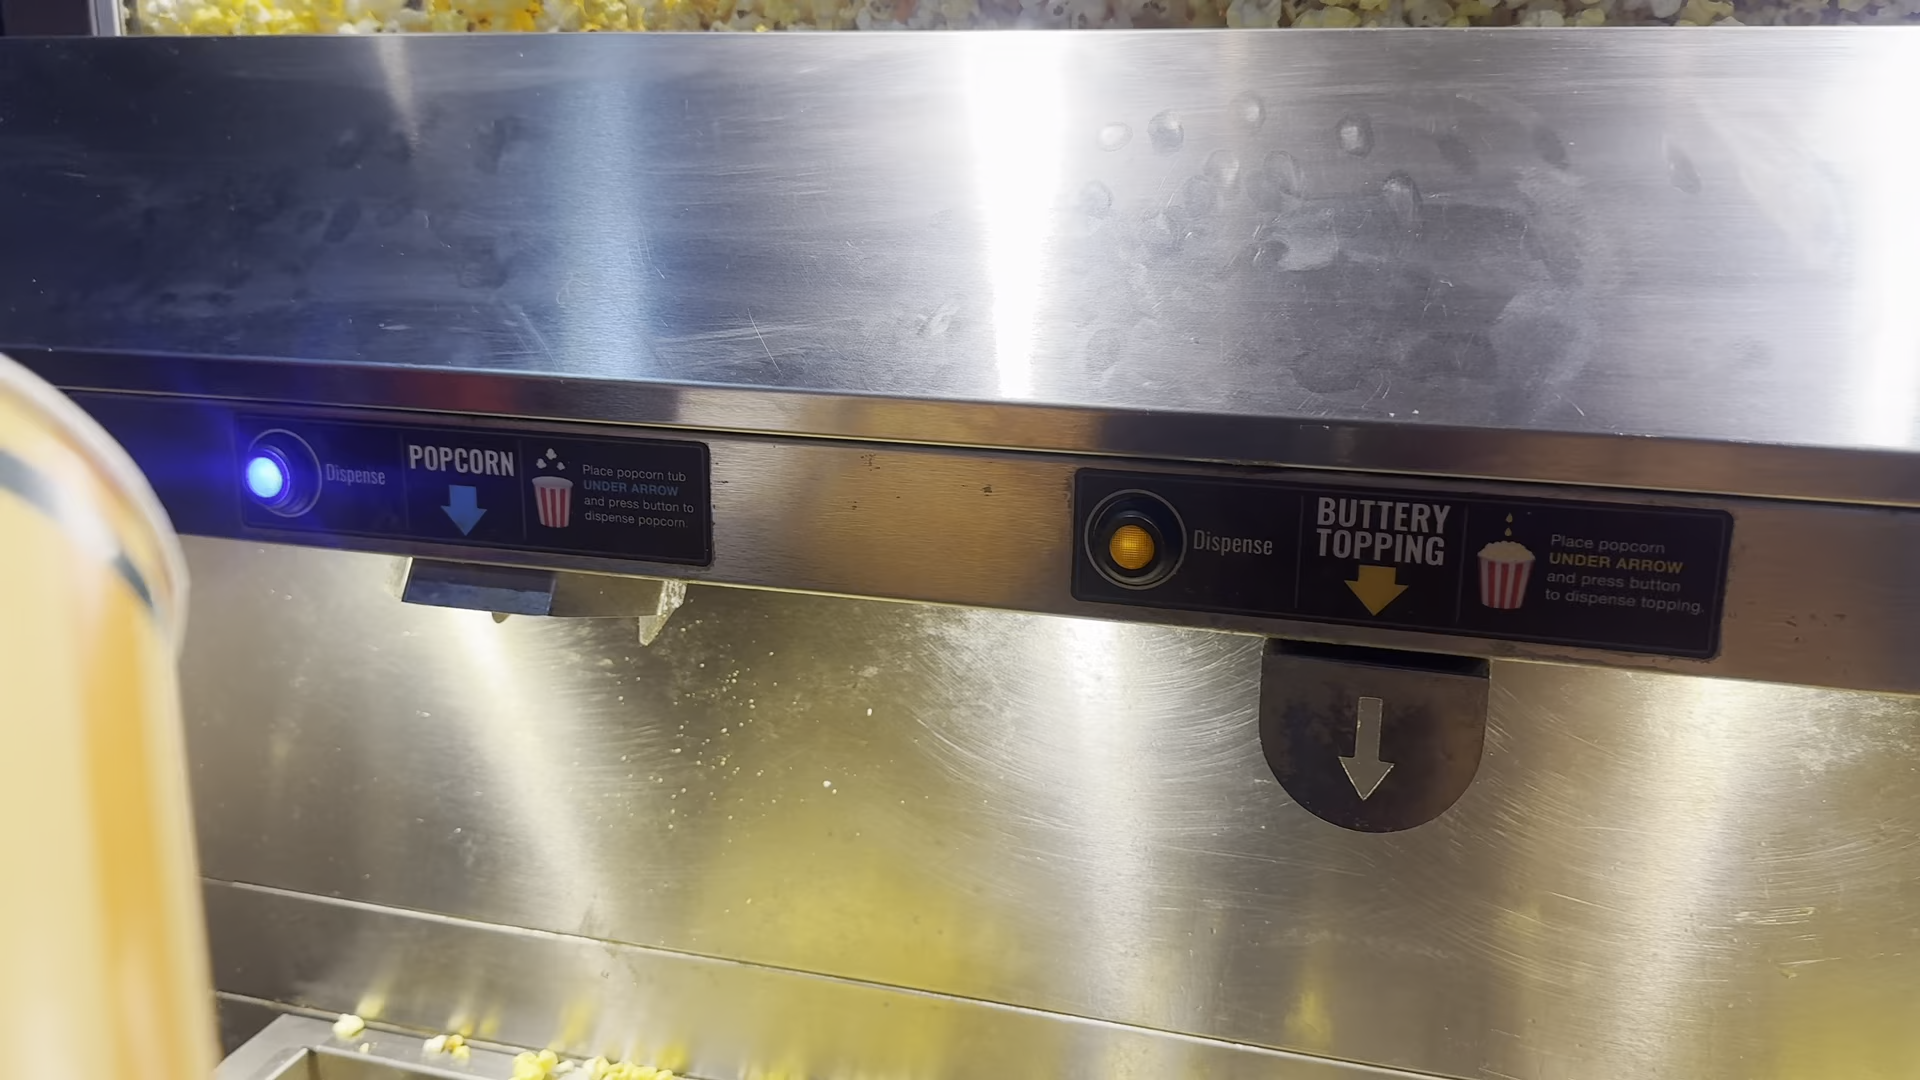 Dispense
POPCORN
Place popcorn tub
UNDER ARROW
and press button to
dispense popcorn.
Dispense
BUTTERY
TOPPING
Place popcorn
UNDER ARROW
and press button
to dispense topping.